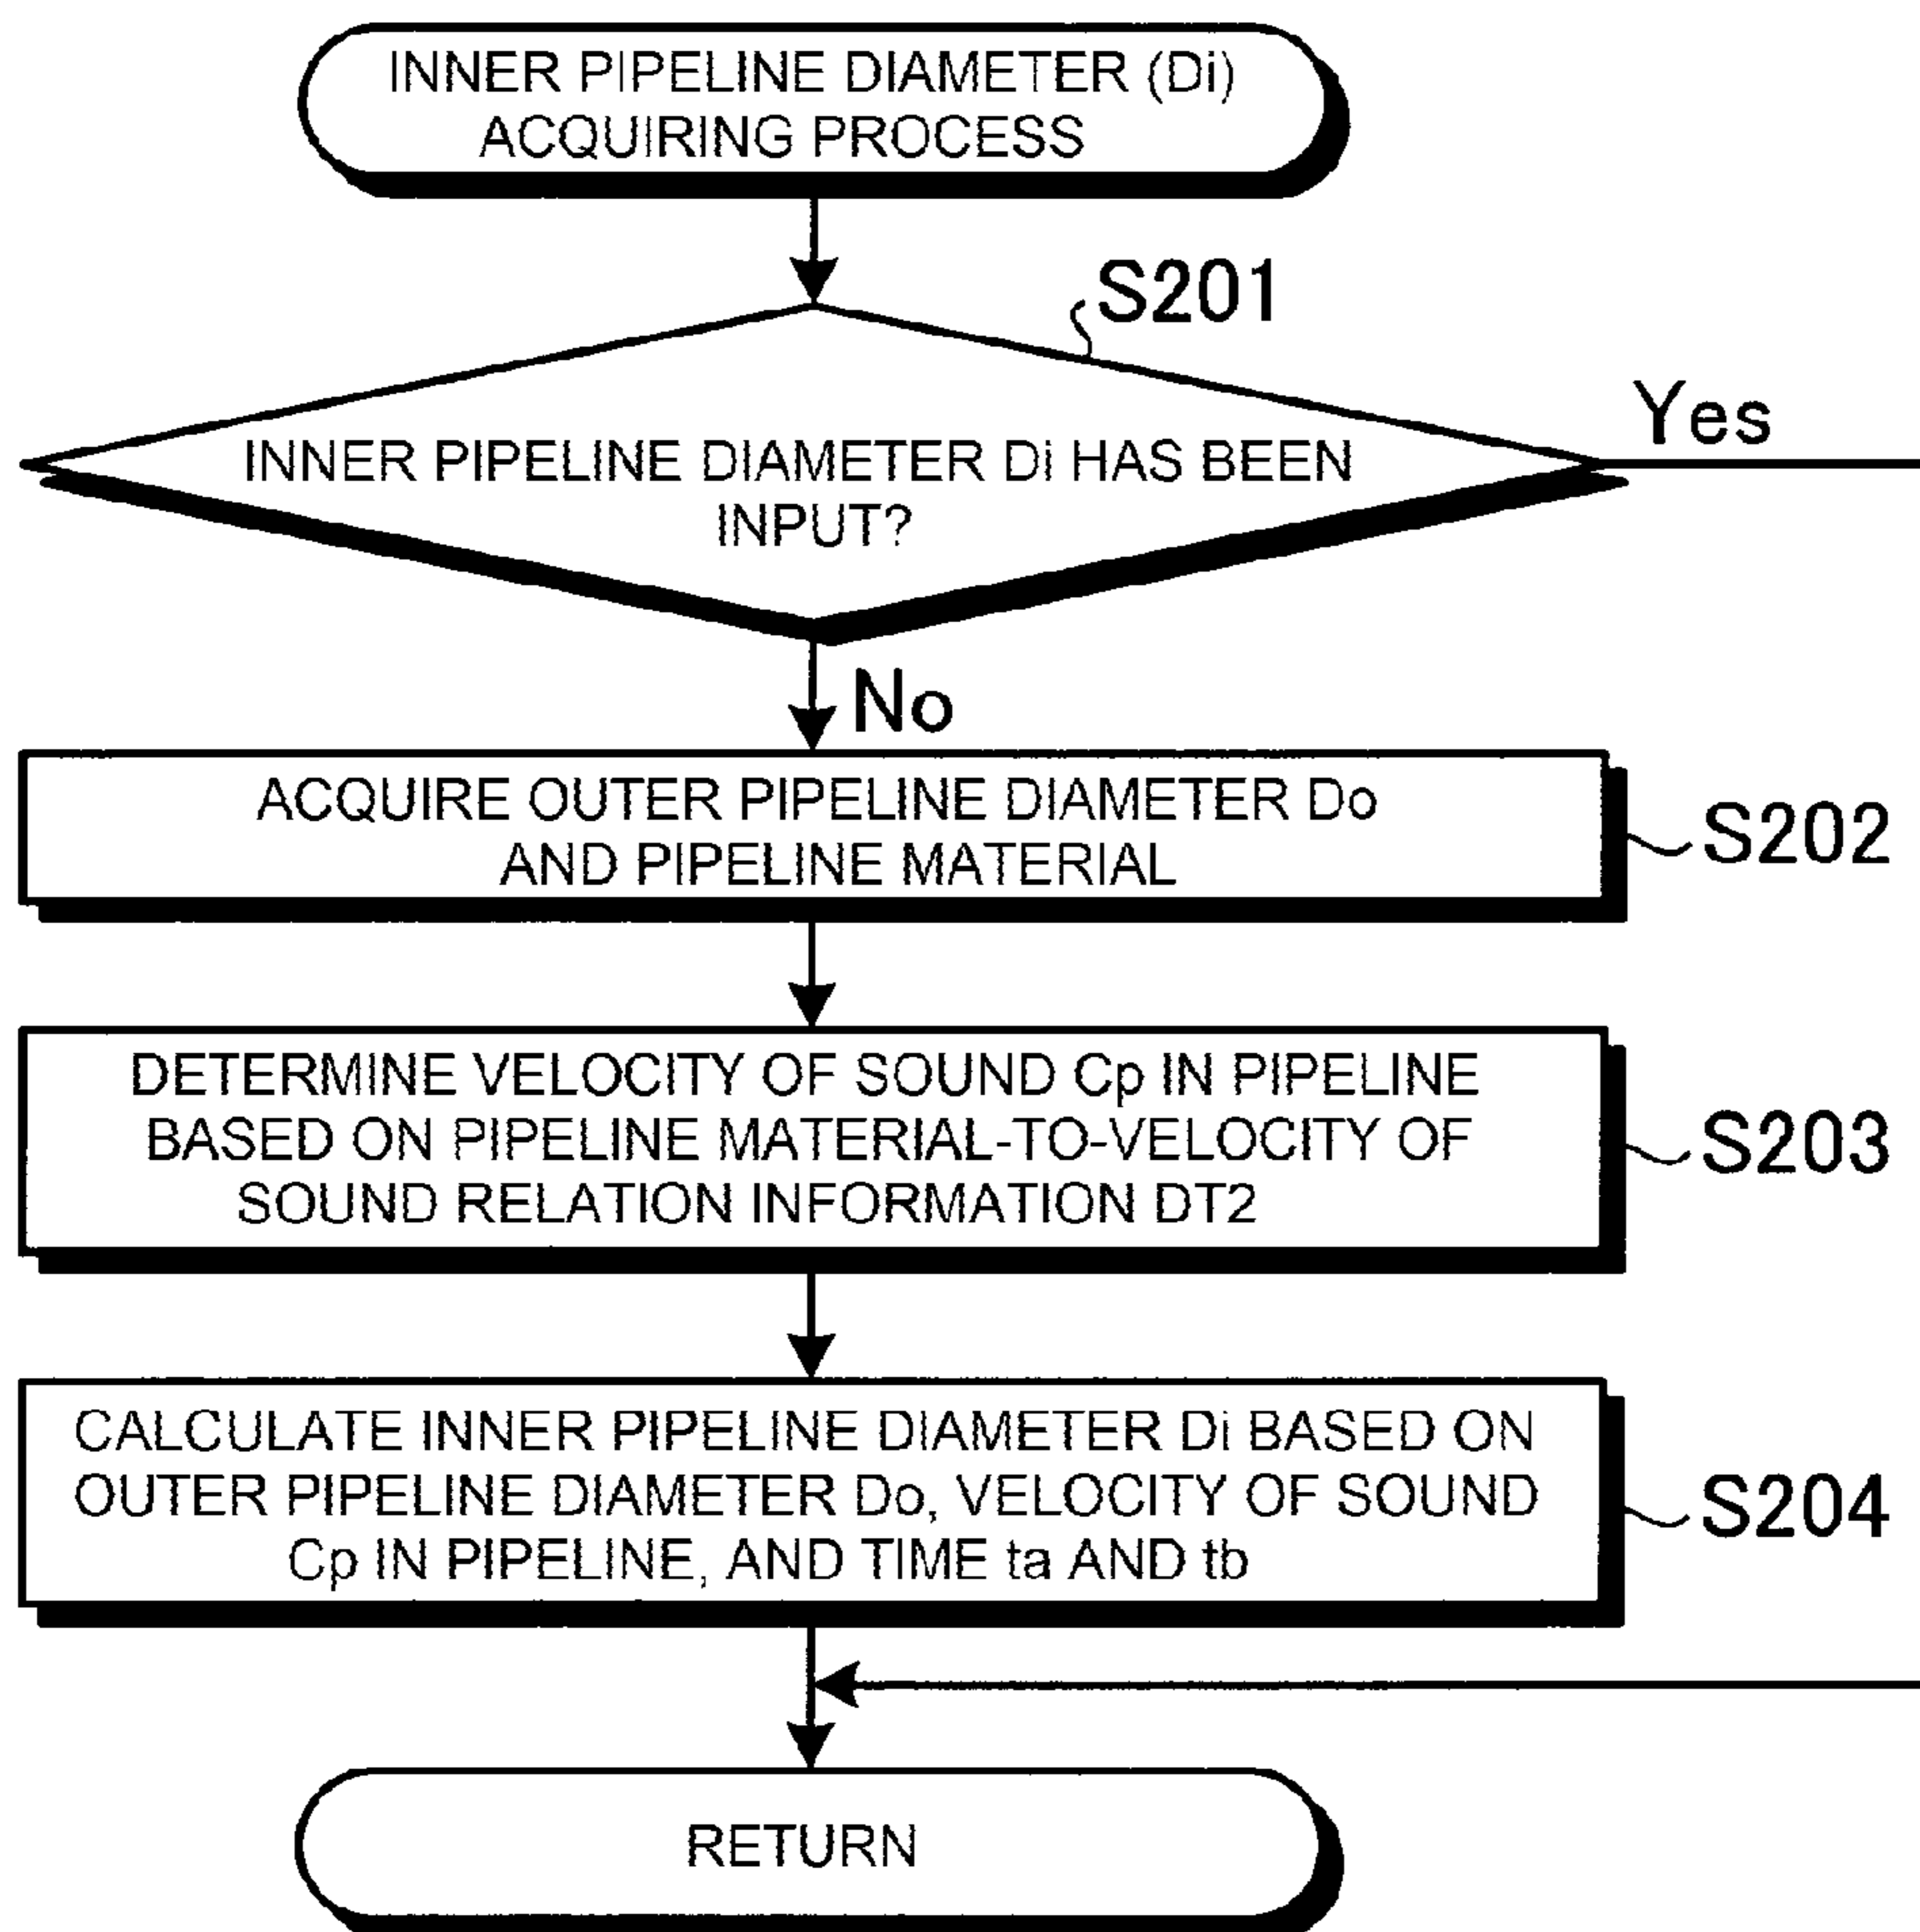 INNER PIPELINE DIAMETER (Di)
ACQUIRING PROCESS
S201
INNER PIPELINE DIAMETER Di HAS BEEN
INPUT?
Yes
No
ACQUIRE OUTER PIPELINE DIAMETER Do
AND PIPELINE MATERIAL
S202
DETERMINE VELOCITY OF SOUND Cp IN PIPELINE
BASED ON PIPELINE MATERIAL-TO-VELOCITY OF
SOUND RELATION INFORMATION DT2
S203
CALCULATE INNER PIPELINE DIAMETER Di BASED ON
OUTER PIPELINE DIAMETER Do, VELOCITY OF SOUND
Cp IN PIPELINE, AND TIME ta AND tb
S204
RETURN